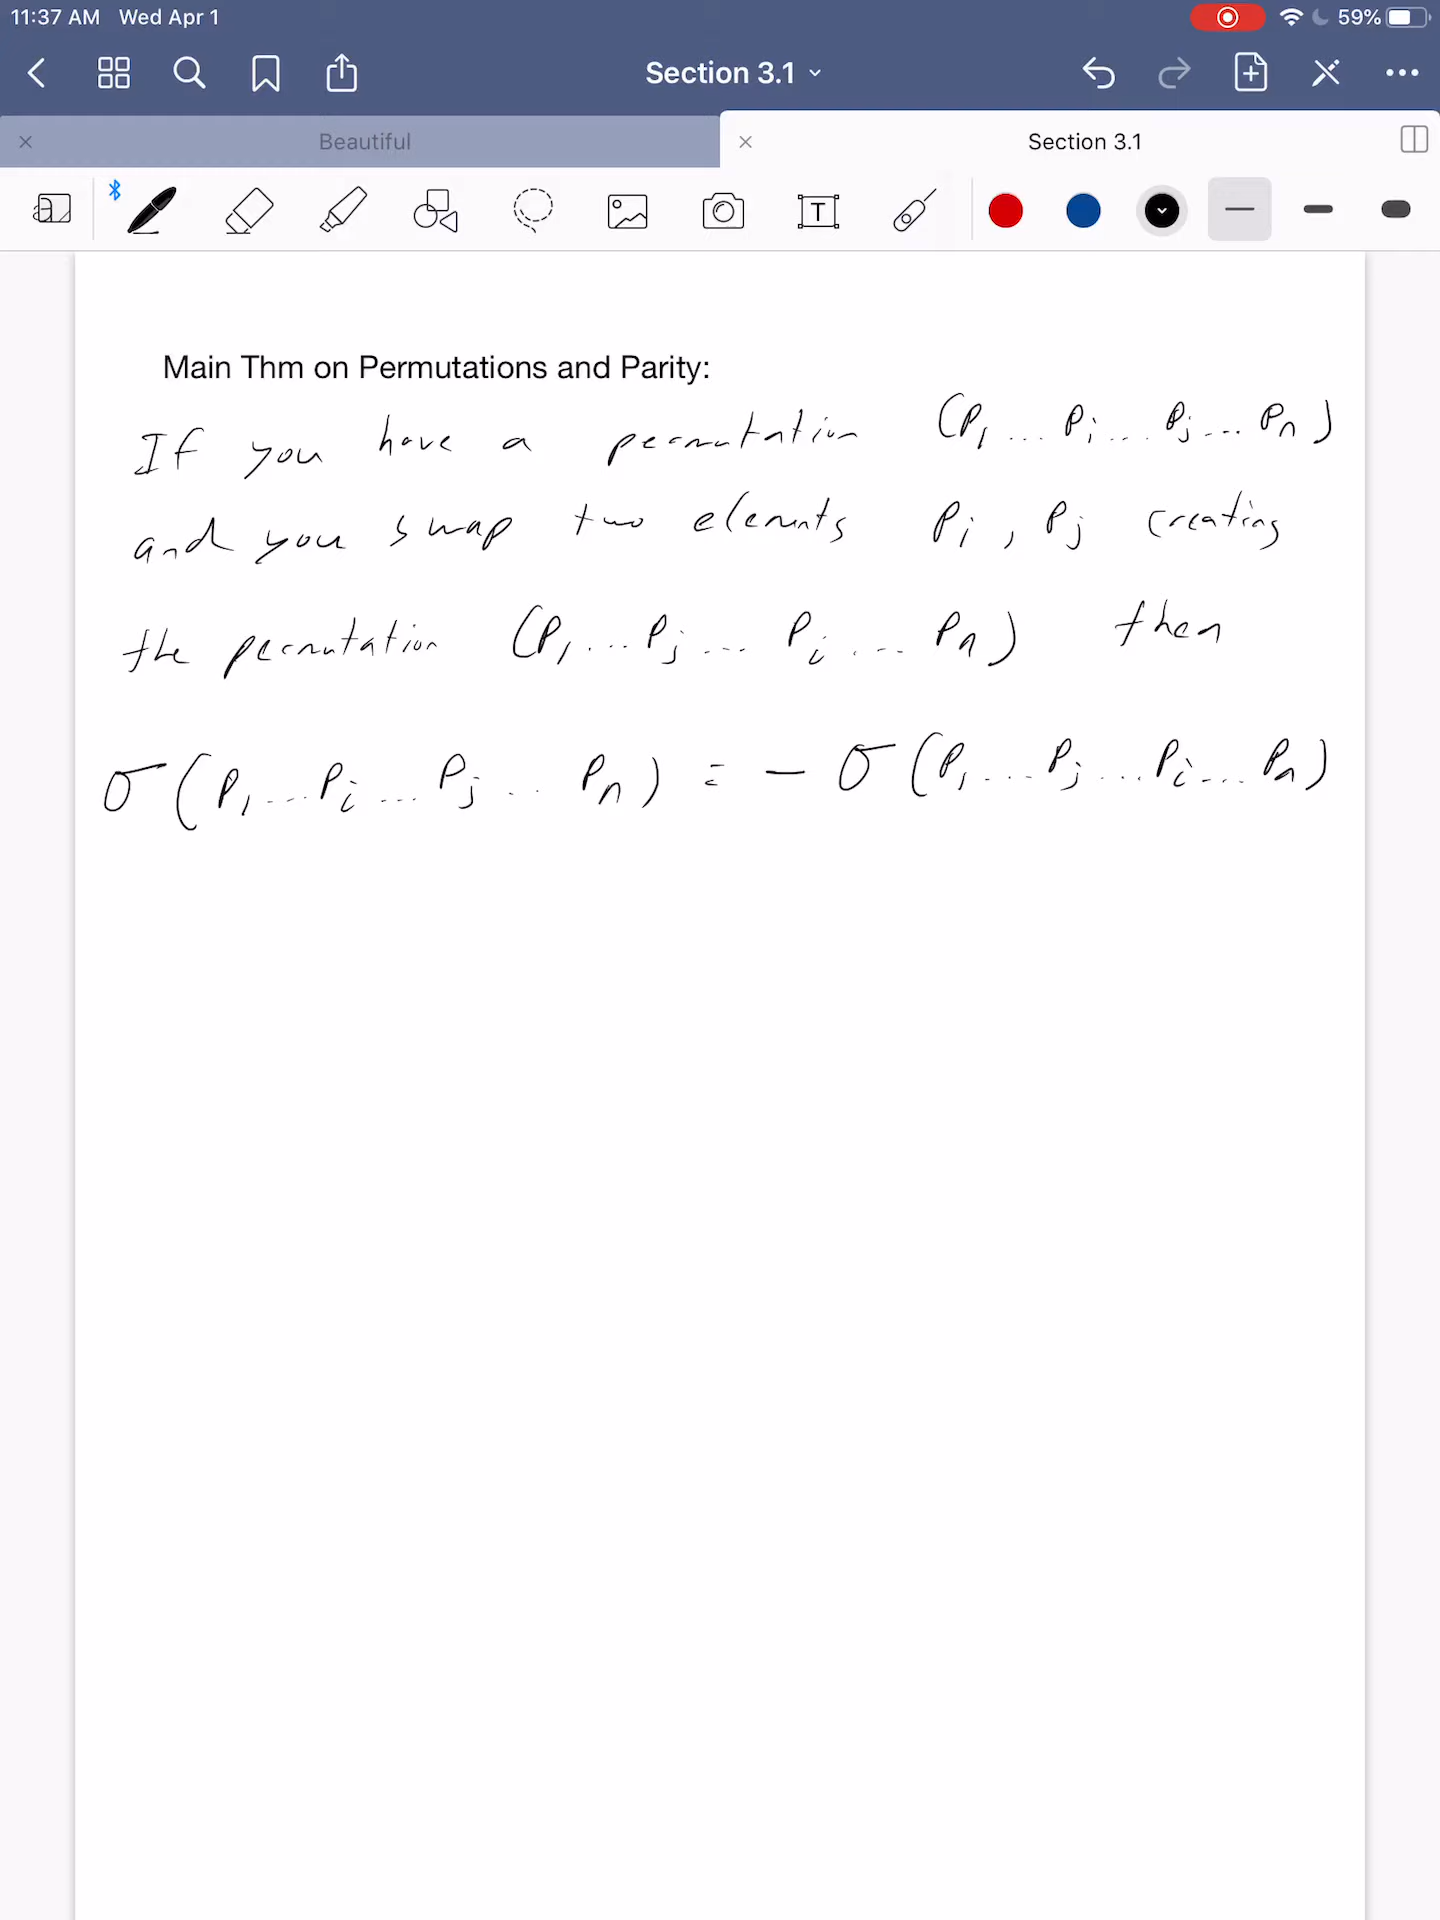 11:37 AM Wed Apr 1 59%
Section 3.1
Beautiful Section 3.1
Main Thm on Permutations and Parity:
If you have a permutation (P₁ ... Pᵢ ... Pⱼ ... Pₙ)
and you swap two elements Pᵢ, Pⱼ creating
the permutation (P₁ ... Pⱼ ... Pᵢ ... Pₙ) then
σ(P₁ ... Pᵢ ... Pⱼ ... Pₙ) = - σ(P₁ ... Pⱼ ... Pᵢ ... Pₙ)